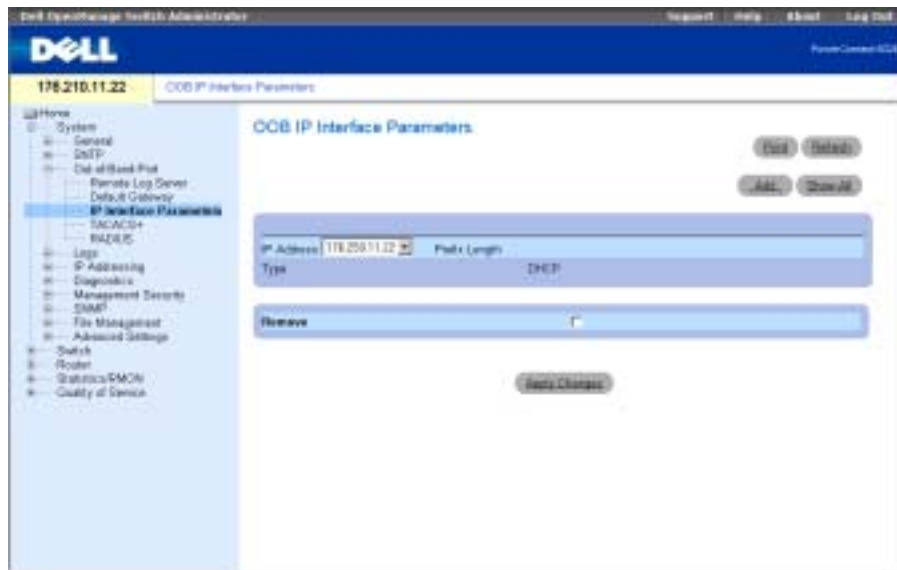 Dell OpenManage Switch Administrator
Support Help About Log Out
DELL
PowerConnect
176.210.11.22
OOB IP Interface Parameters
Home
System
General
SNTP
Out of Band Port
Remote Log Server
Default Gateway
IP Interface Parameters
TACACS+
RADIUS
Logs
IP Addressing
Diagnostics
Management Security
SNMP
File Management
Advanced Settings
Switch
Router
Statistics/RMON
Quality of Service
OOB IP Interface Parameters
Print Refresh
Add Show All
IP Address Prefix Length
Type DHCP
Remove
Apply Changes